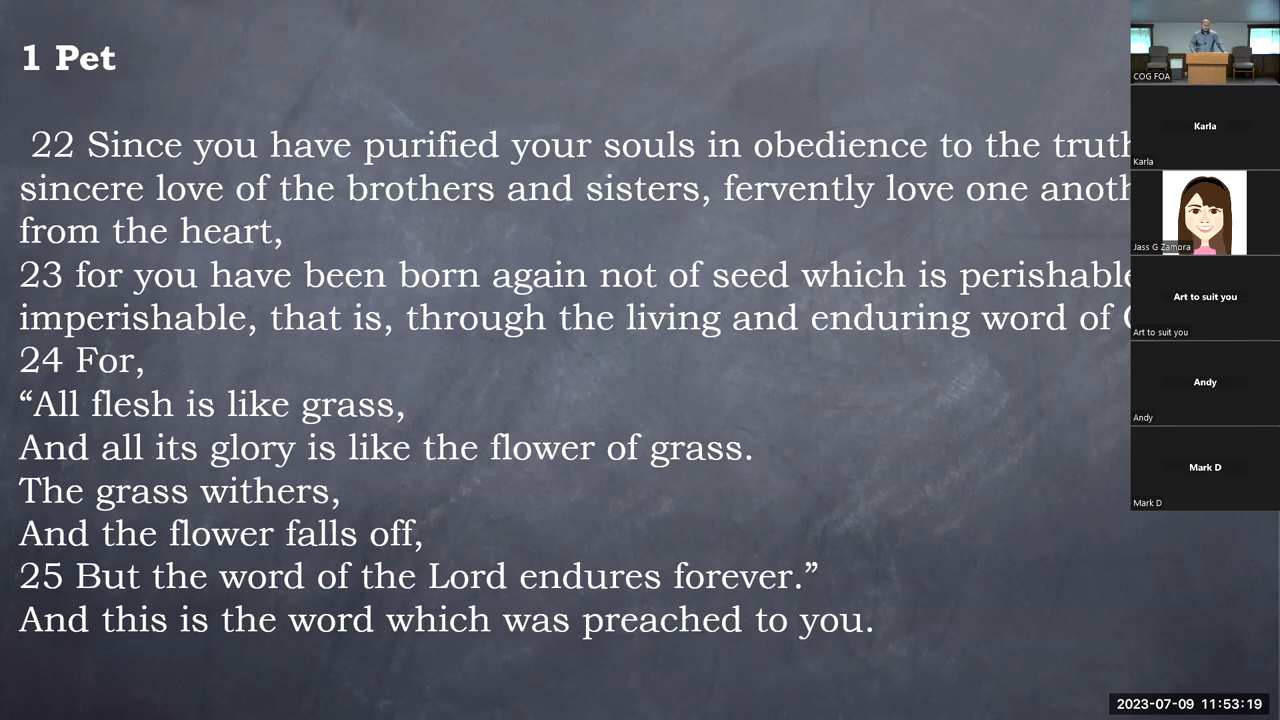 1 Pet
22 Since you have purified your souls in obedience to the truth
sincere love of the brothers and sisters, fervently love one anoth
from the heart,
23 for you have been born again not of seed which is perishable
imperishable, that is, through the living and enduring word of
24 For,
“All flesh is like grass,
And all its glory is like the flower of grass.
The grass withers,
And the flower falls off,
25 But the word of the Lord endures forever.”
And this is the word which was preached to you.
COG FOA
Karla
Karla
Jass G Zamora
Art to suit you
Art to suit you
Andy
Andy
Mark D
Mark D
2023-07-09 11:53:19